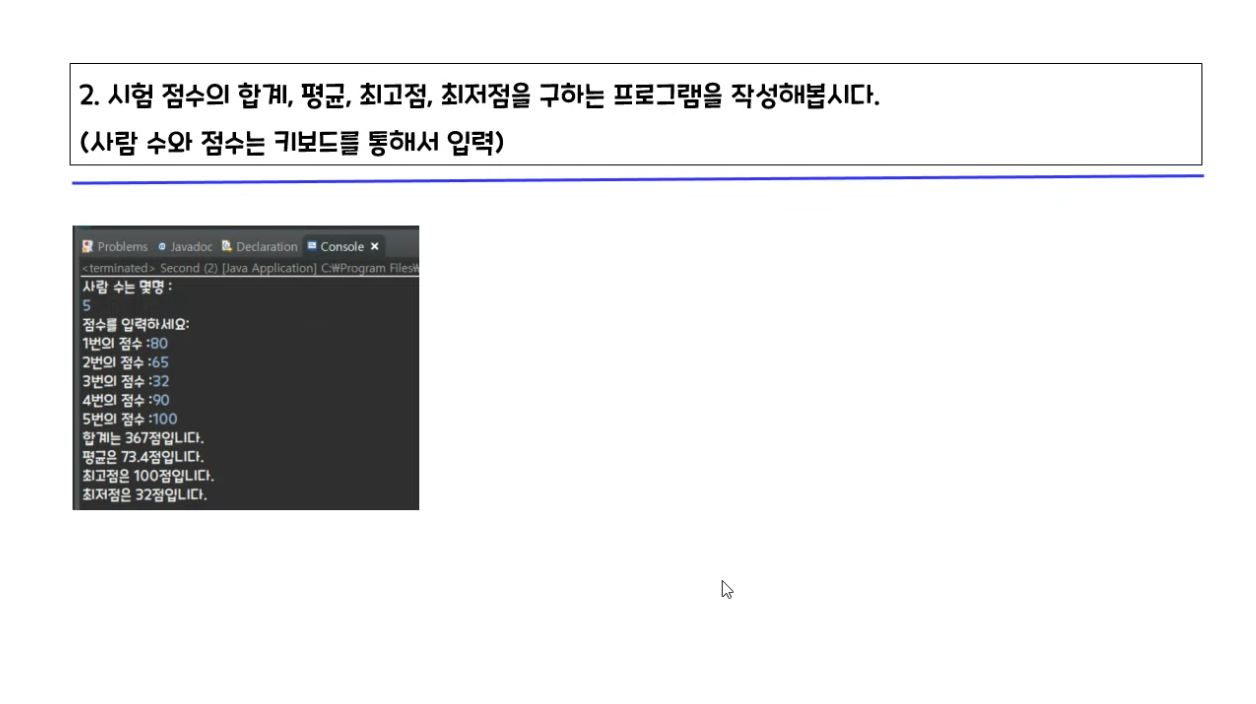 2. 시험 점수의 합계, 평균, 최고점, 최저점을 구하는 프로그램을 작성해봅시다.
(사람 수와 점수는 키보드를 통해서 입력)
Problems Javadoc Declaration Console
<terminated> Second (2) [Java Application] C:₩Program Files₩
사람 수는 몇명 :
5
점수를 입력하세요:
1번의 점수 :80
2번의 점수 :65
3번의 점수 :32
4번의 점수 :90
5번의 점수 :100
합계는 367점입니다.
평균은 73.4점입니다.
최고점은 100점입니다.
최저점은 32점입니다.